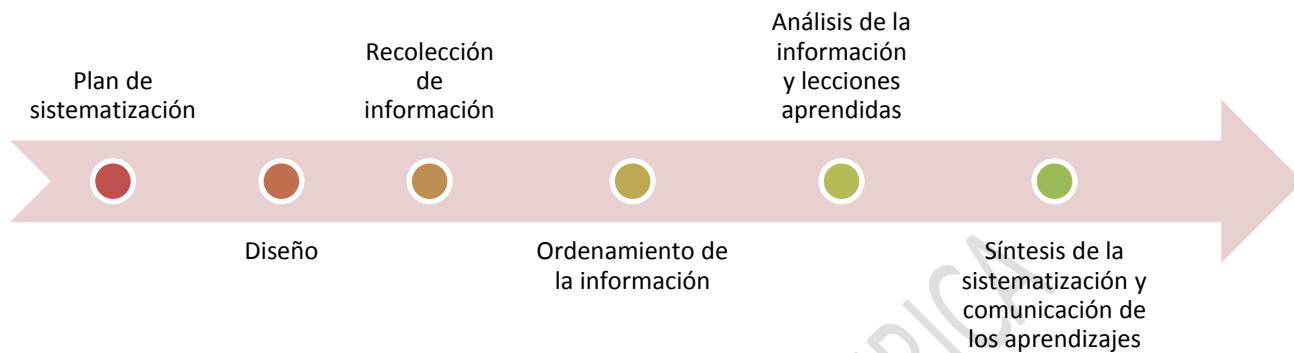 Plan de
sistematización
Diseño
Recolección
de
información
Ordenamiento de
la información
Análisis de la
información
y lecciones
aprendidas
Síntesis de la
sistematización y
comunicación de
los aprendizajes